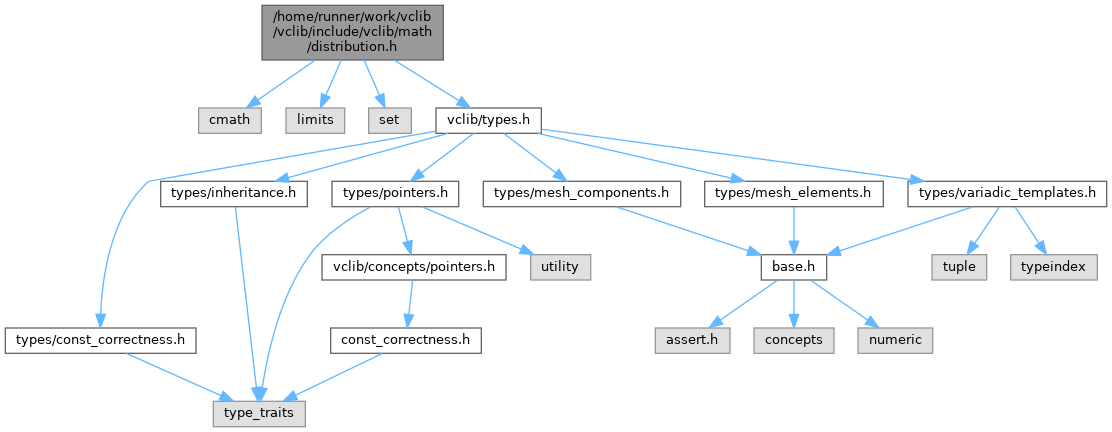 /home/runner/work/vclib
/vclib/include/vclib/math
/distribution.h
cmath
limits
set
vclib/types.h
types/inheritance.h
types/pointers.h
types/mesh_components.h
types/mesh_elements.h
types/variadic_templates.h
vclib/concepts/pointers.h
utility
base.h
tuple
typeindex
types/const_correctness.h
const_correctness.h
assert.h
concepts
numeric
type_traits